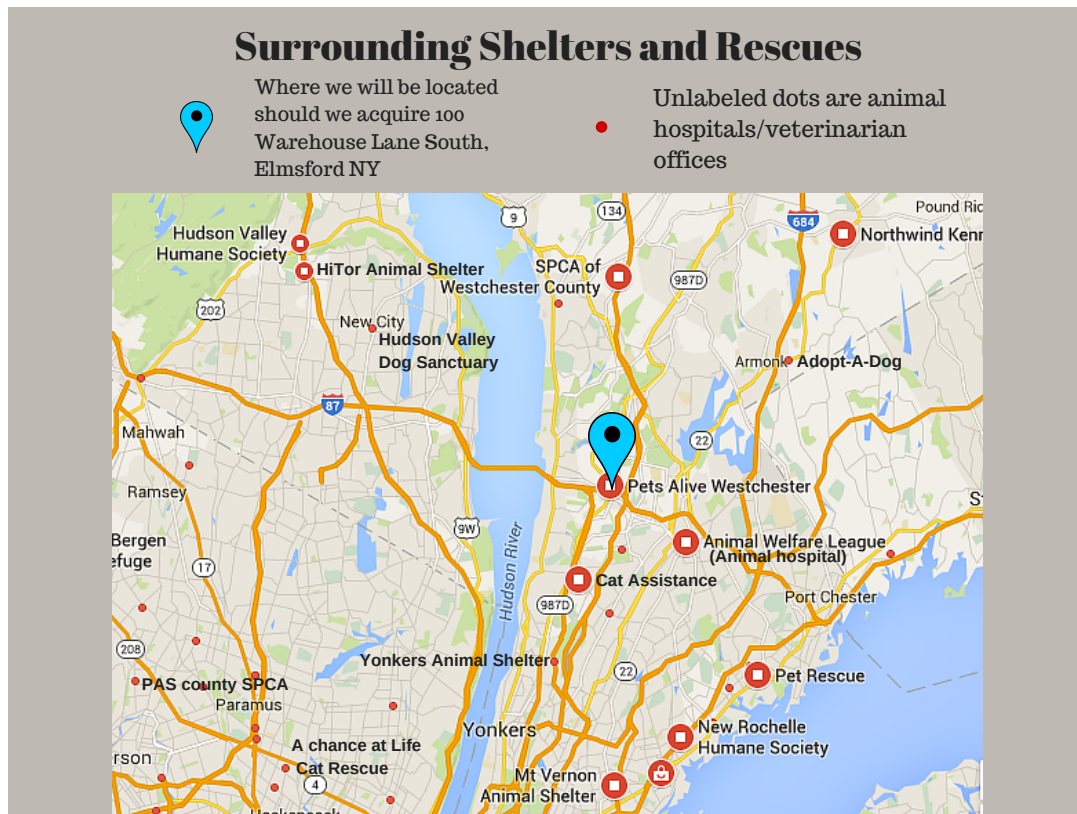 Surrounding Shelters and Rescues
Where we will be located
should we acquire 100
Warehouse Lane South,
Elmsford NY
Unlabeled dots are animal
hospitals/veterinarian
offices
9
134
684
Pound Ric
Hudson Valley
Humane Society
Northwind Kenr
HiTor Animal Shelter
SPCA of
Westchester County
987D
202
New City
Hudson Valley
Dog Sanctuary
Armonk
Adopt-A-Dog
87
Mahwah
22
Ramsey
Pets Alive Westchester
S
9W
Bergen
efuge
Animal Welfare League
(Animal hospital)
17
Hudson River
Cat Assistance
987D
Port Chester
208
Yonkers Animal Shelter
22
Pet Rescue
PAS county SPCA
Paramus
Yonkers
New Rochelle
Humane Society
A chance at Life
Cat Rescue
rson
4
Mt Vernon
Animal Shelter